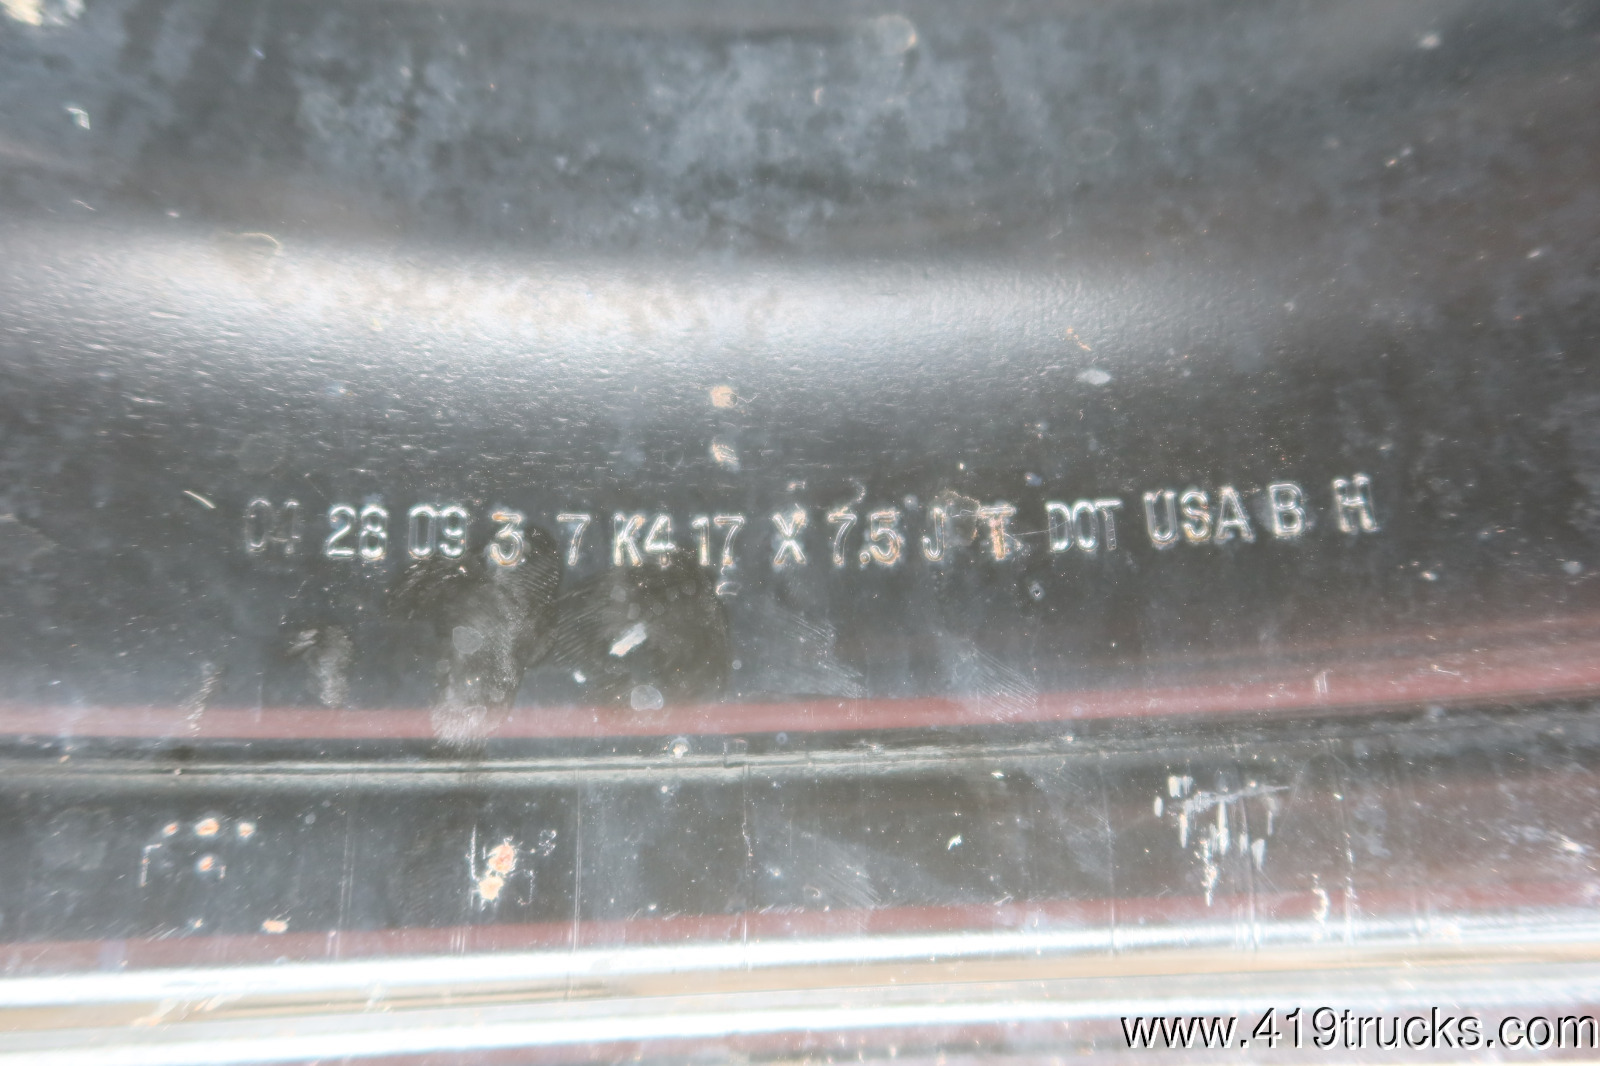 04 28 09 3 7 K4 17 X 7.5 J T DOT USA B H
www.419trucks.com